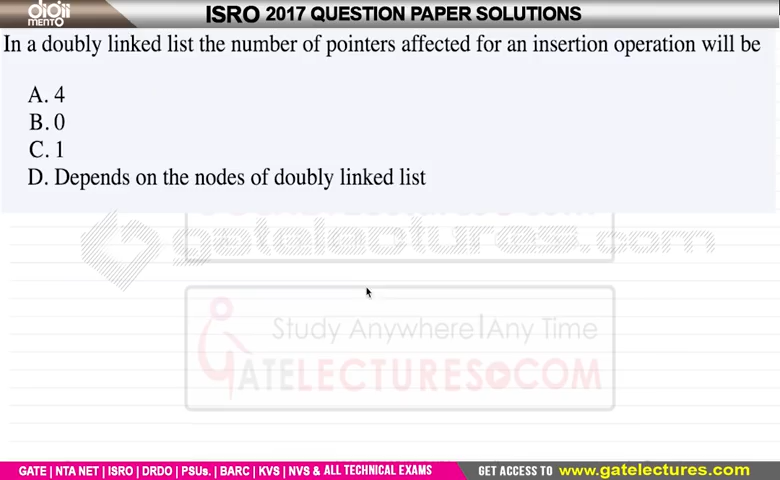 didii
MENTO
ISRO 2017 QUESTION PAPER SOLUTIONS
In a doubly linked list the number of pointers affected for an insertion operation will be
A. 4
B. 0
C. 1
D. Depends on the nodes of doubly linked list
gatelectures.com
Study Anywhere|Any Time
GATELECTURES.COM
GATE | NTA NET | ISRO | DRDO | PSUs. | BARC | KVS | NVS & ALL TECHNICAL EXAMS
GET ACCESS TO www.gatelectures.com